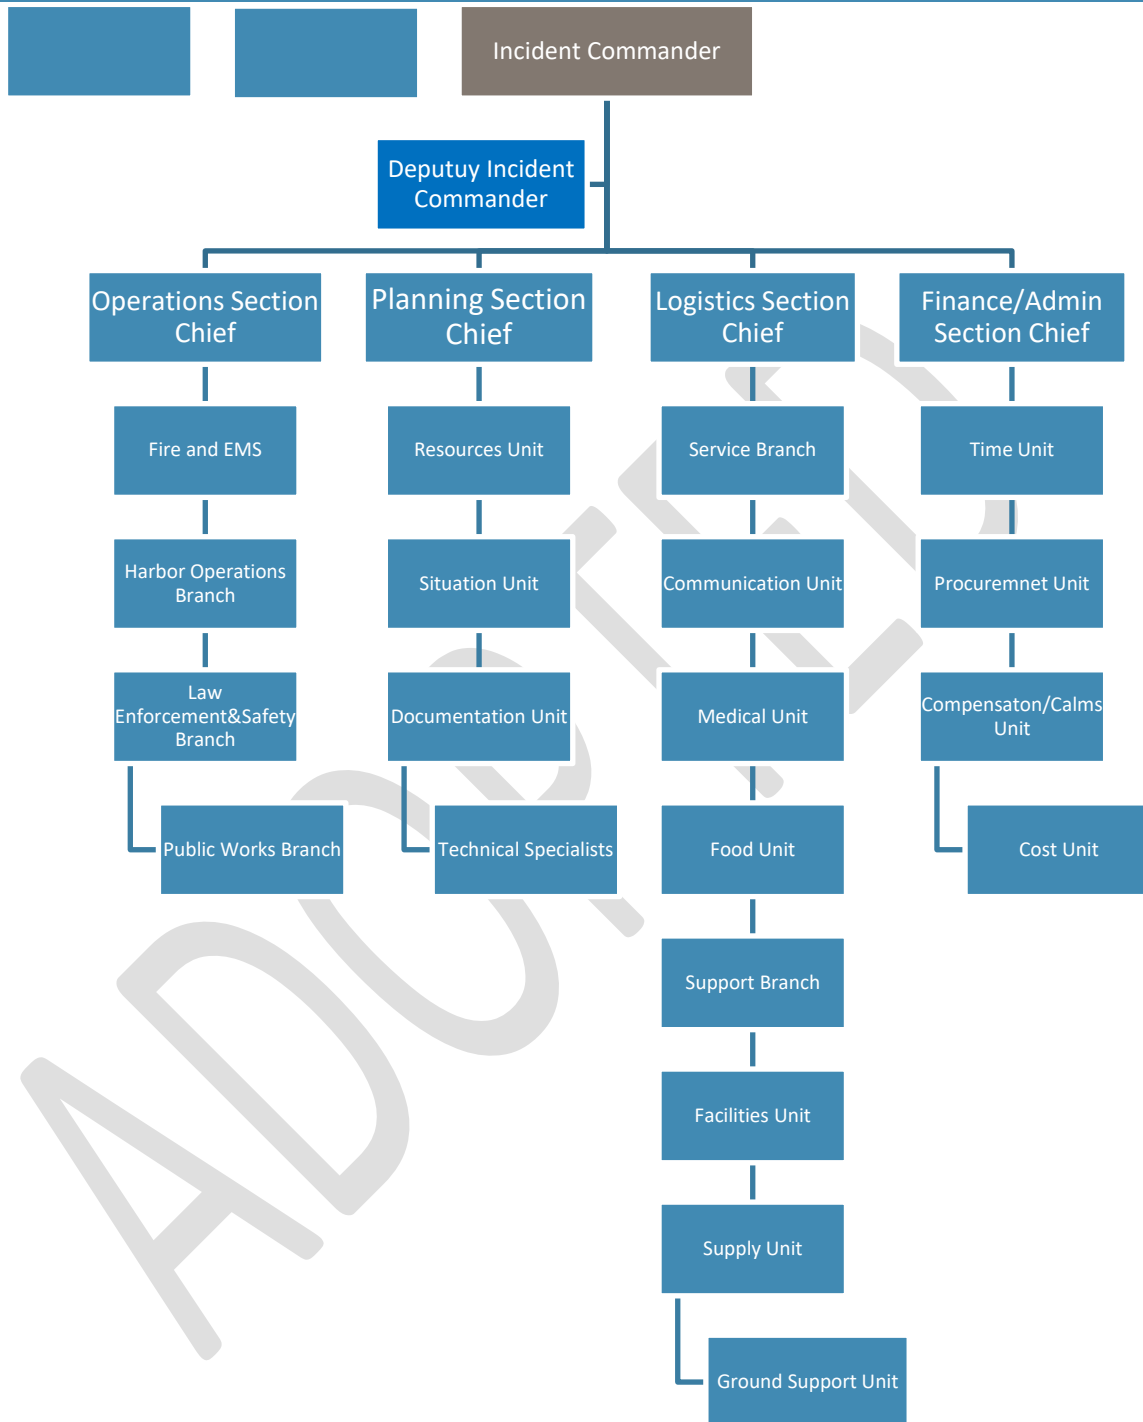 Incident Commander
Deputuy Incident
Commander
Operations Section
Chief
Planning Section
Chief
Logistics Section
Chief
Finance/Admin
Section Chief
Fire and EMS
Resources Unit
Service Branch
Time Unit
Harbor Operations
Branch
Situation Unit
Communication Unit
Procuremnet Unit
Law
Enforcement&Safety
Branch
Documentation Unit
Medical Unit
Compensaton/Calms
Unit
Public Works Branch
Technical Specialists
Food Unit
Cost Unit
Support Branch
Facilities Unit
Supply Unit
Ground Support Unit
ADOPTED